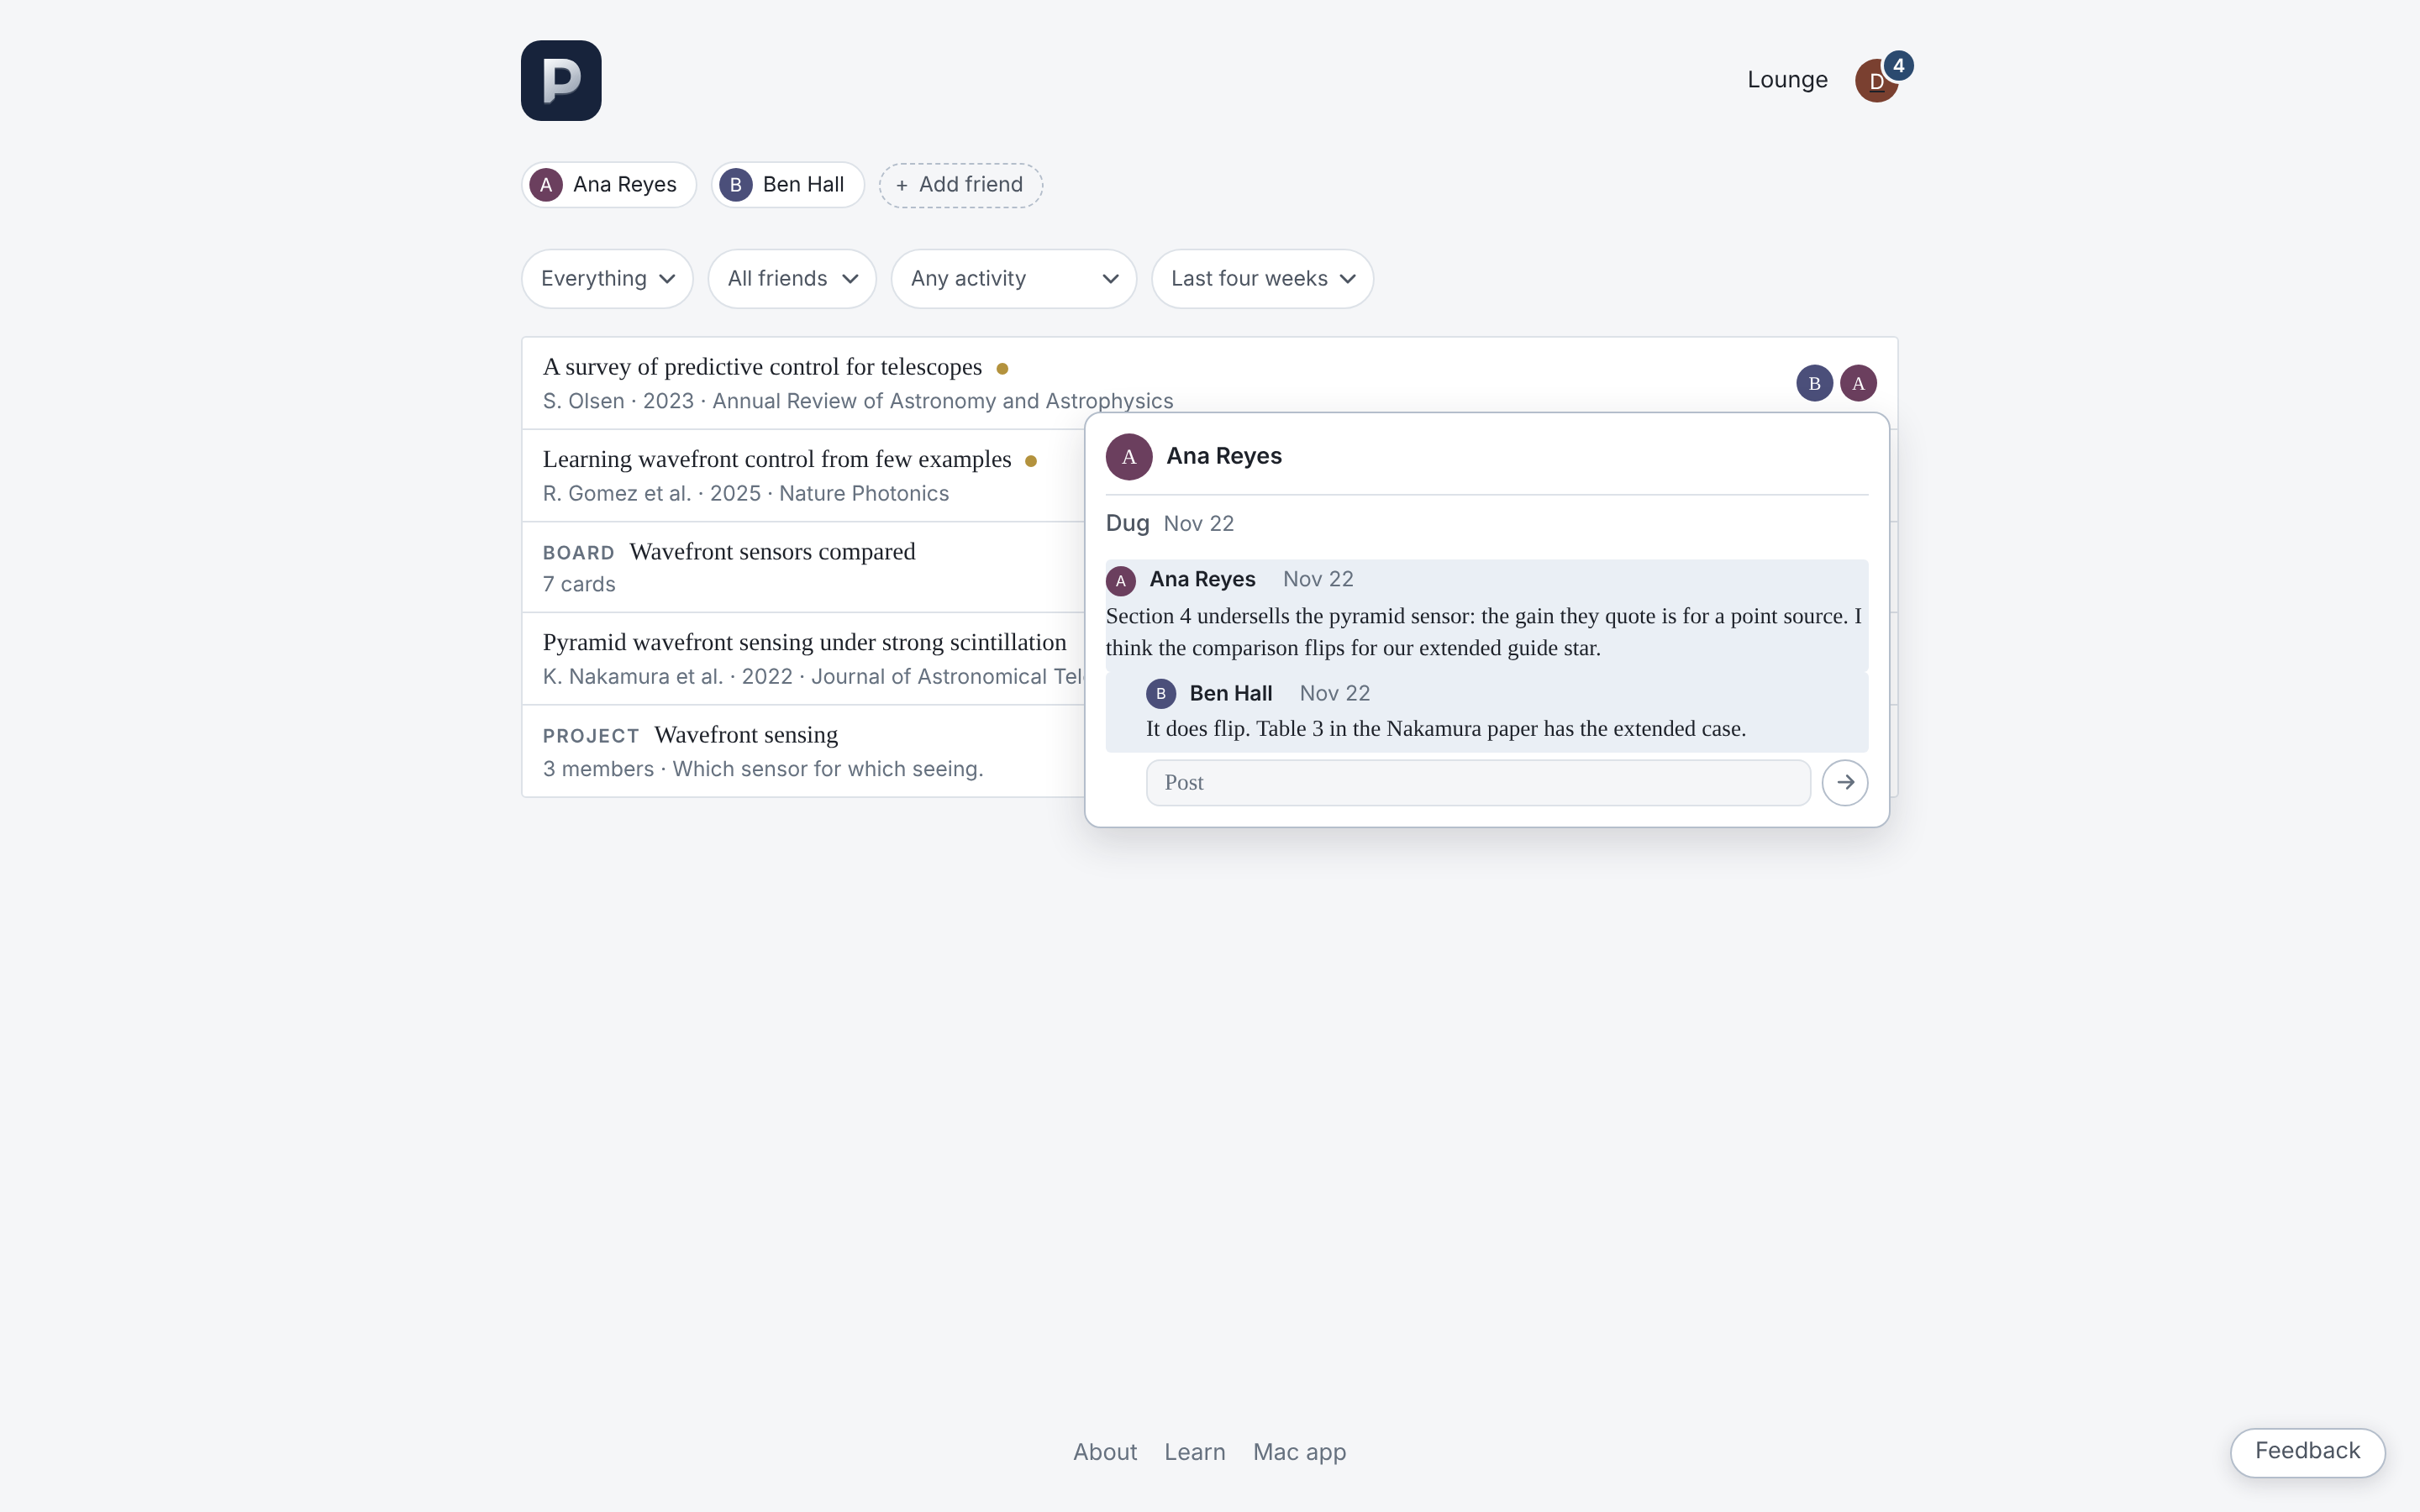 P
Lounge
D
4
A Ana Reyes
B Ben Hall
+ Add friend
Everything
All friends
Any activity
Last four weeks
A survey of predictive control for telescopes
S. Olsen · 2023 · Annual Review of Astronomy and Astrophysics
B A
Learning wavefront control from few examples
R. Gomez et al. · 2025 · Nature Photonics
BOARD Wavefront sensors compared
7 cards
Pyramid wavefront sensing under strong scintillation
K. Nakamura et al. · 2022 · Journal of Astronomical Tel
PROJECT Wavefront sensing
3 members · Which sensor for which seeing.
A Ana Reyes
Dug Nov 22
A Ana Reyes Nov 22
Section 4 undersells the pyramid sensor: the gain they quote is for a point source. I
think the comparison flips for our extended guide star.
B Ben Hall Nov 22
It does flip. Table 3 in the Nakamura paper has the extended case.
Post
About Learn Mac app
Feedback